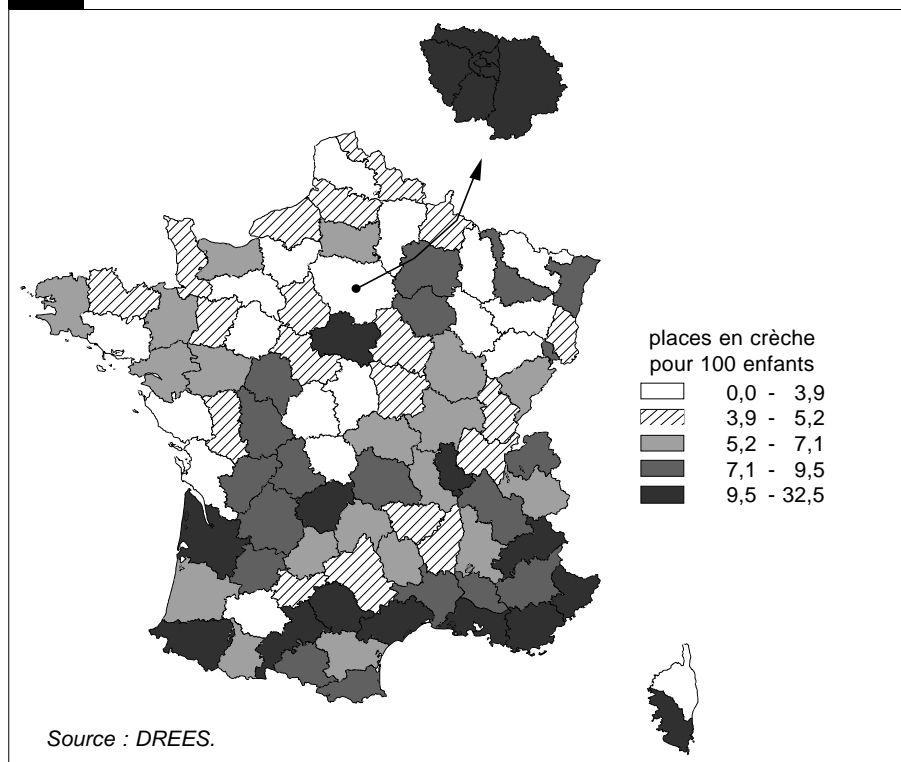 places en crèche
pour 100 enfants
0,0 - 3,9
3,9 - 5,2
5,2 - 7,1
7,1 - 9,5
9,5 - 32,5
Source : DREES.